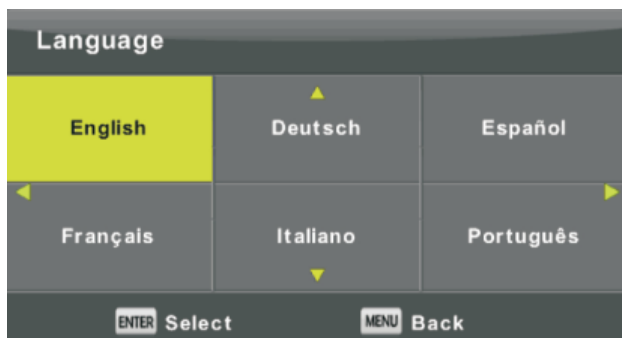 Language
English Deutsch Español
Français Italiano Português
ENTER Select MENU Back